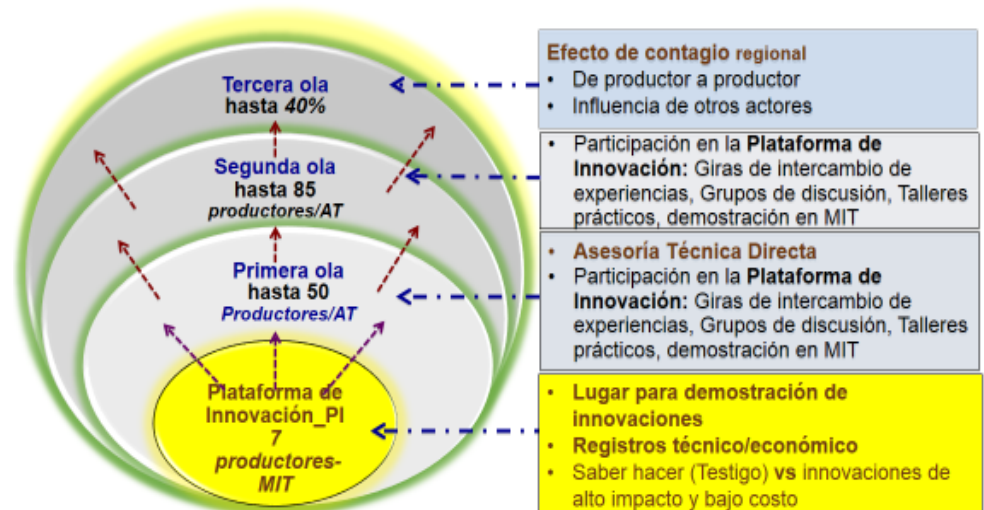 Tercera ola
hasta 40%
Segunda ola
hasta 85
productores/AT
Primera ola
hasta 50
Productores/AT
Plataforma de
Innovación_PI
7
productores-
MIT
Efecto de contagio regional
• De productor a productor
• Influencia de otros actores
• Participación en la Plataforma de
Innovación: Giras de intercambio de
experiencias, Grupos de discusión, Talleres
prácticos, demostración en MIT
• Asesoría Técnica Directa
• Participación en la Plataforma de
Innovación: Giras de intercambio de
experiencias, Grupos de discusión, Talleres
prácticos, demostración en MIT
• Lugar para demostración de
innovaciones
• Registros técnico/económico
• Saber hacer (Testigo) vs innovaciones de
alto impacto y bajo costo